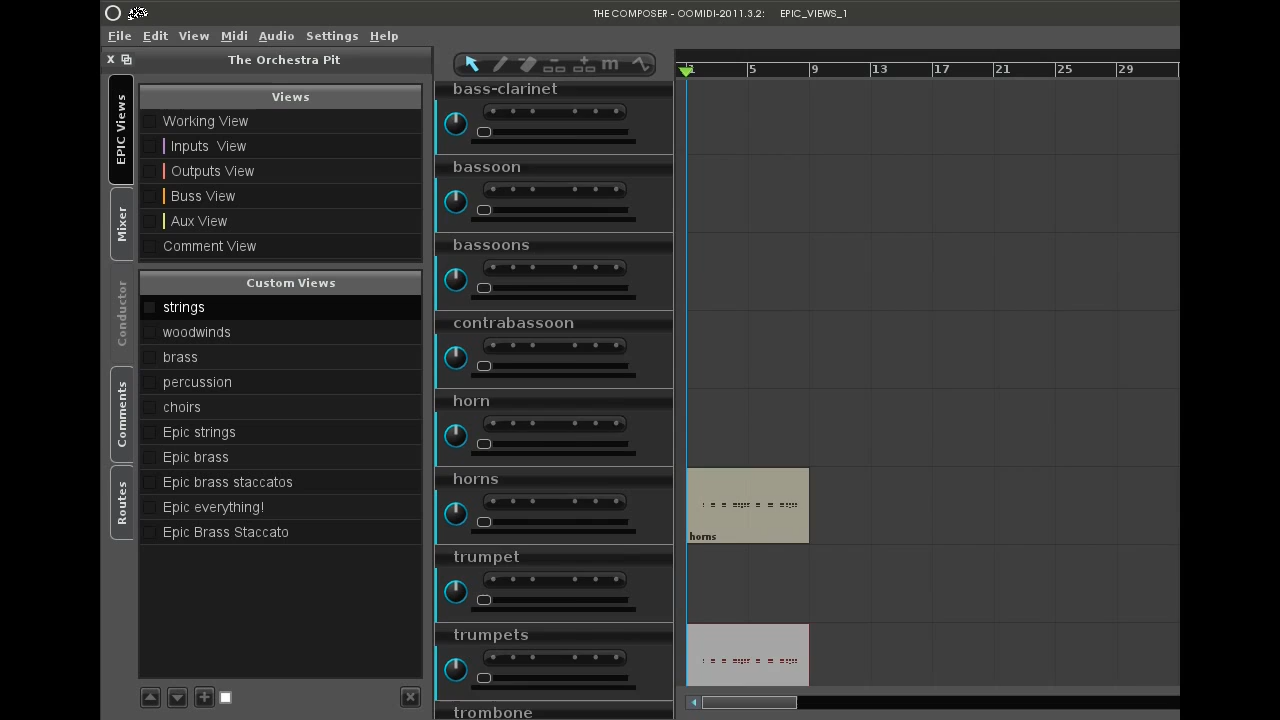 THE COMPOSER - OOMIDI-2011.3.2: EPIC_VIEWS_1
File Edit View Midi Audio Settings Help
X The Orchestra Pit
EPIC Views
Mixer
Conductor
Comments
Routes
Views
Working View
Inputs View
Outputs View
Buss View
Aux View
Comment View
Custom Views
strings
woodwinds
brass
percussion
choirs
Epic strings
Epic brass
Epic brass staccatos
Epic everything!
Epic Brass Staccato
m
1 5 9 13 17 21 25 29
bass-clarinet
bassoon
bassoons
contrabassoon
horn
horns
trumpet
trumpets
trombone
horns